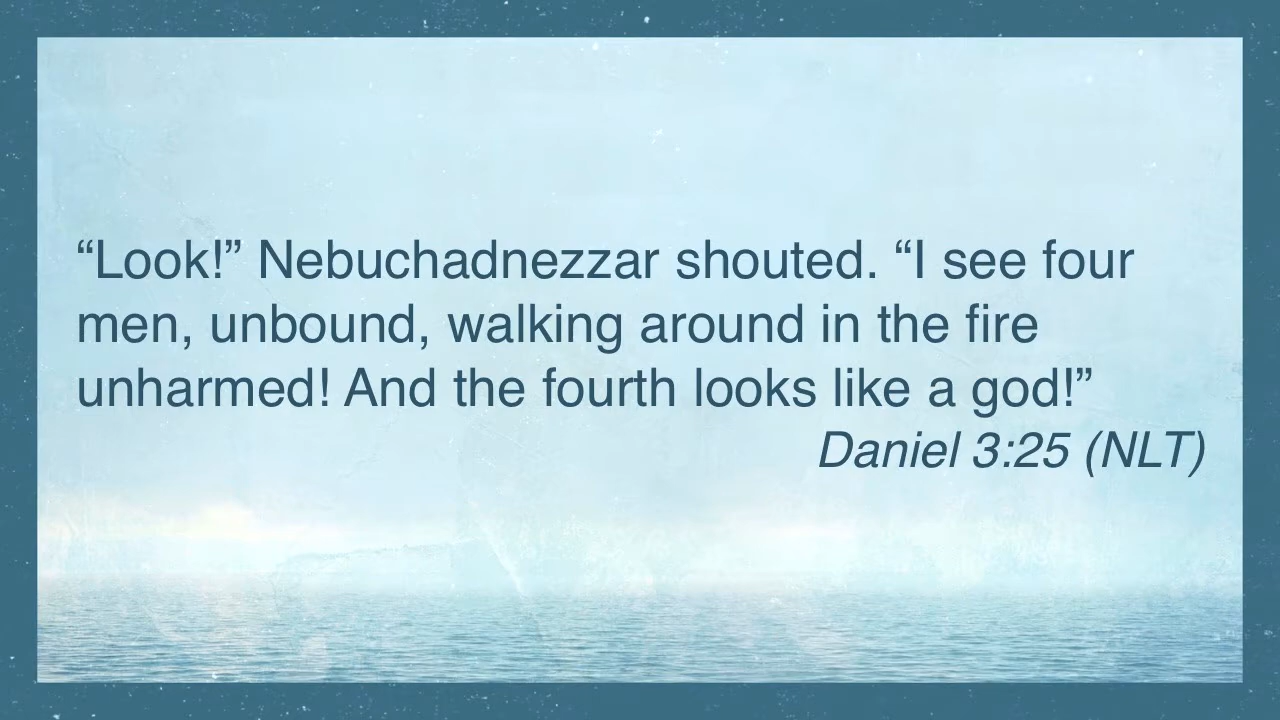 “Look!” Nebuchadnezzar shouted. “I see four
men, unbound, walking around in the fire
unharmed! And the fourth looks like a god!”
Daniel 3:25 (NLT)